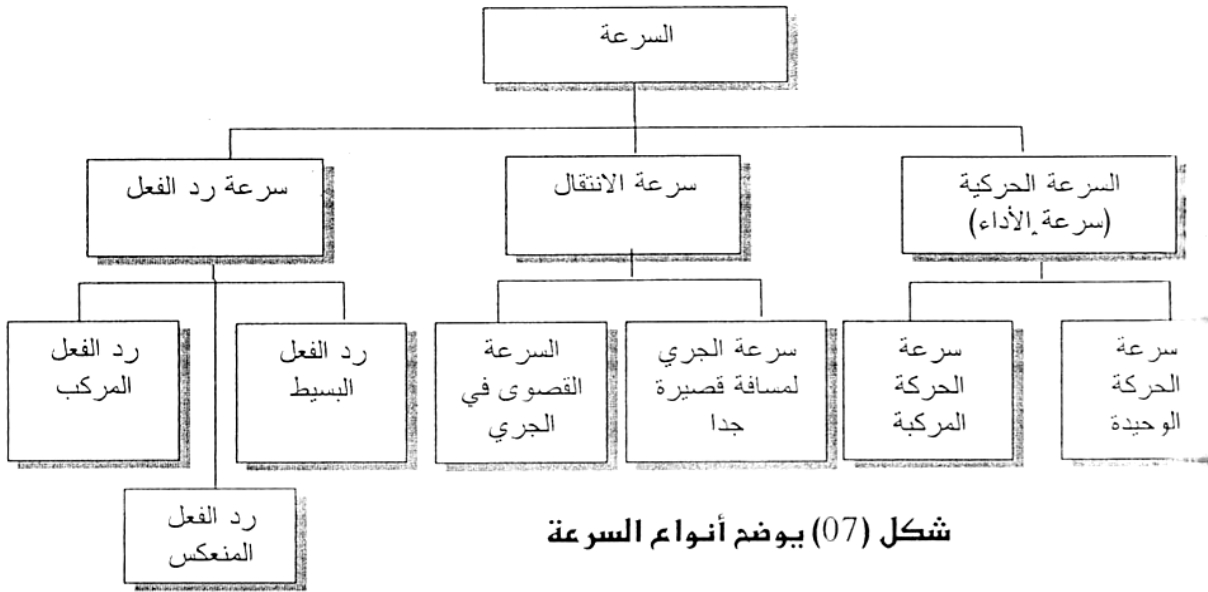 السرعة
السرعة الحركية
(سرعة الأداء)
سرعة الانتقال
سرعة رد الفعل
سرعة
الحركة
الوحيدة
سرعة
الحركة
المركبة
سرعة الجري
لمسافة قصيرة
جدا
السرعة
القصوى في
الجري
رد الفعل
البسيط
رد الفعل
المركب
رد الفعل
المنعكس
شكل (07) يوضح أنواع السرعة